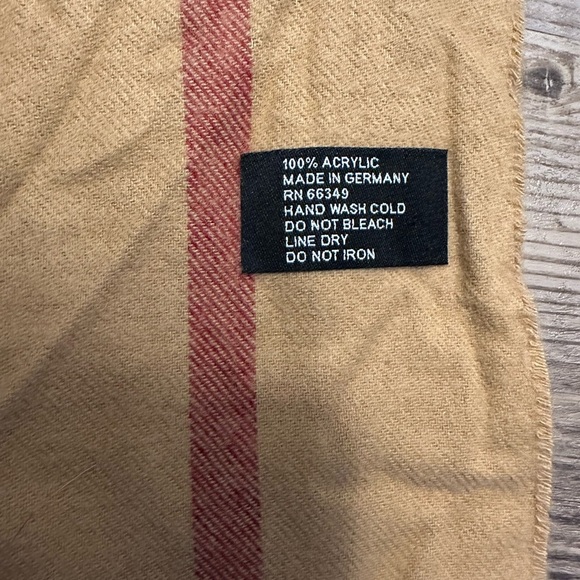 100% ACRYLIC
MADE IN GERMANY
RN 66349
HAND WASH COLD
DO NOT BLEACH
LINE DRY
DO NOT IRON